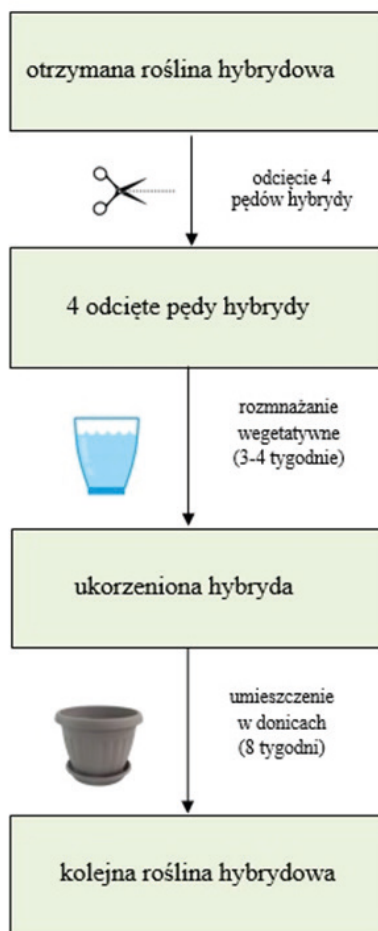 otrzymana roślina hybrydowa
odcięcie 4
pędów hybrydy
4 odcięte pędy hybrydy
rozmnażanie
wegetatywne
(3-4 tygodnie)
ukorzeniona hybryda
umieszczenie
w donicach
(8 tygodni)
kolejna roślina hybrydowa